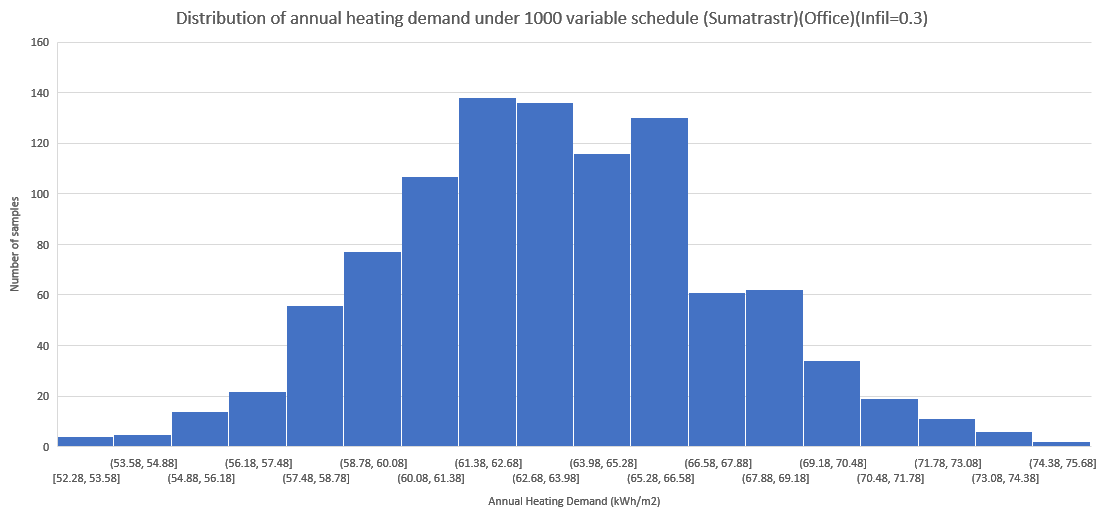 Distribution of annual heating demand under 1000 variable schedule (Sumatrastr)(Office)(Infil=0.3)
160
140
120
100
80
60
40
20
0
Number of samples
(53.58, 54.88] (56.18, 57.48] (58.78, 60.08] (61.38, 62.68] (63.98, 65.28] (66.58, 67.88] (69.18, 70.48] (71.78, 73.08] (74.38, 75.68]
[52.28, 53.58] (54.88, 56.18] (57.48, 58.78] (60.08, 61.38] (62.68, 63.98] (65.28, 66.58] (67.88, 69.18] (70.48, 71.78] (73.08, 74.38]
Annual Heating Demand (kWh/m2)